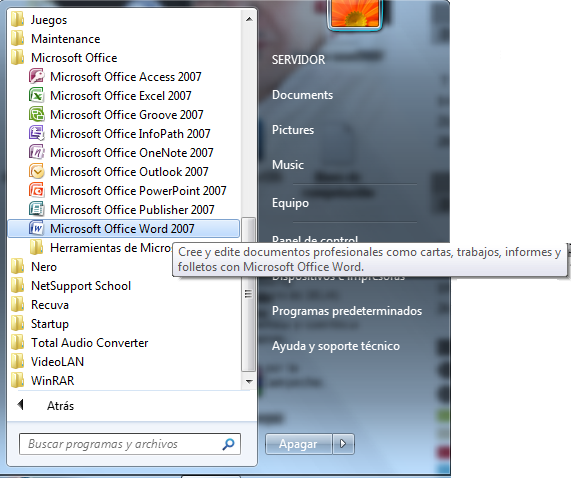 Juegos
Maintenance
Microsoft Office
Microsoft Office Access 2007
Microsoft Office Excel 2007
Microsoft Office Groove 2007
Microsoft Office InfoPath 2007
Microsoft Office OneNote 2007
Microsoft Office Outlook 2007
Microsoft Office PowerPoint 2007
Microsoft Office Publisher 2007
Microsoft Office Word 2007
Herramientas de Micro
Nero
NetSupport School
Recuva
Startup
Total Audio Converter
VideoLAN
WinRAR
Atrás
Buscar programas y archivos
SERVIDOR
Documents
Pictures
Music
Equipo
Panel de control
Cree y edite documentos profesionales como cartas, trabajos, informes y
folletos con Microsoft Office Word.
Dispositivos e impresoras
Programas predeterminados
Ayuda y soporte técnico
Apagar